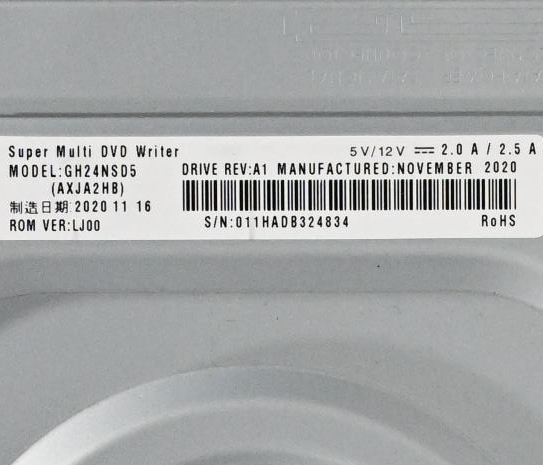 Super Multi DVD Writer 5V/12V ⎓ 2.0 A / 2.5 A
MODEL:GH24NSD5 DRIVE REV:A1 MANUFACTURED:NOVEMBER 2020
(AXJA2HB)
制造日期:2020 11 16
ROM VER:LJ00 S/N:011HADB324834 RoHS